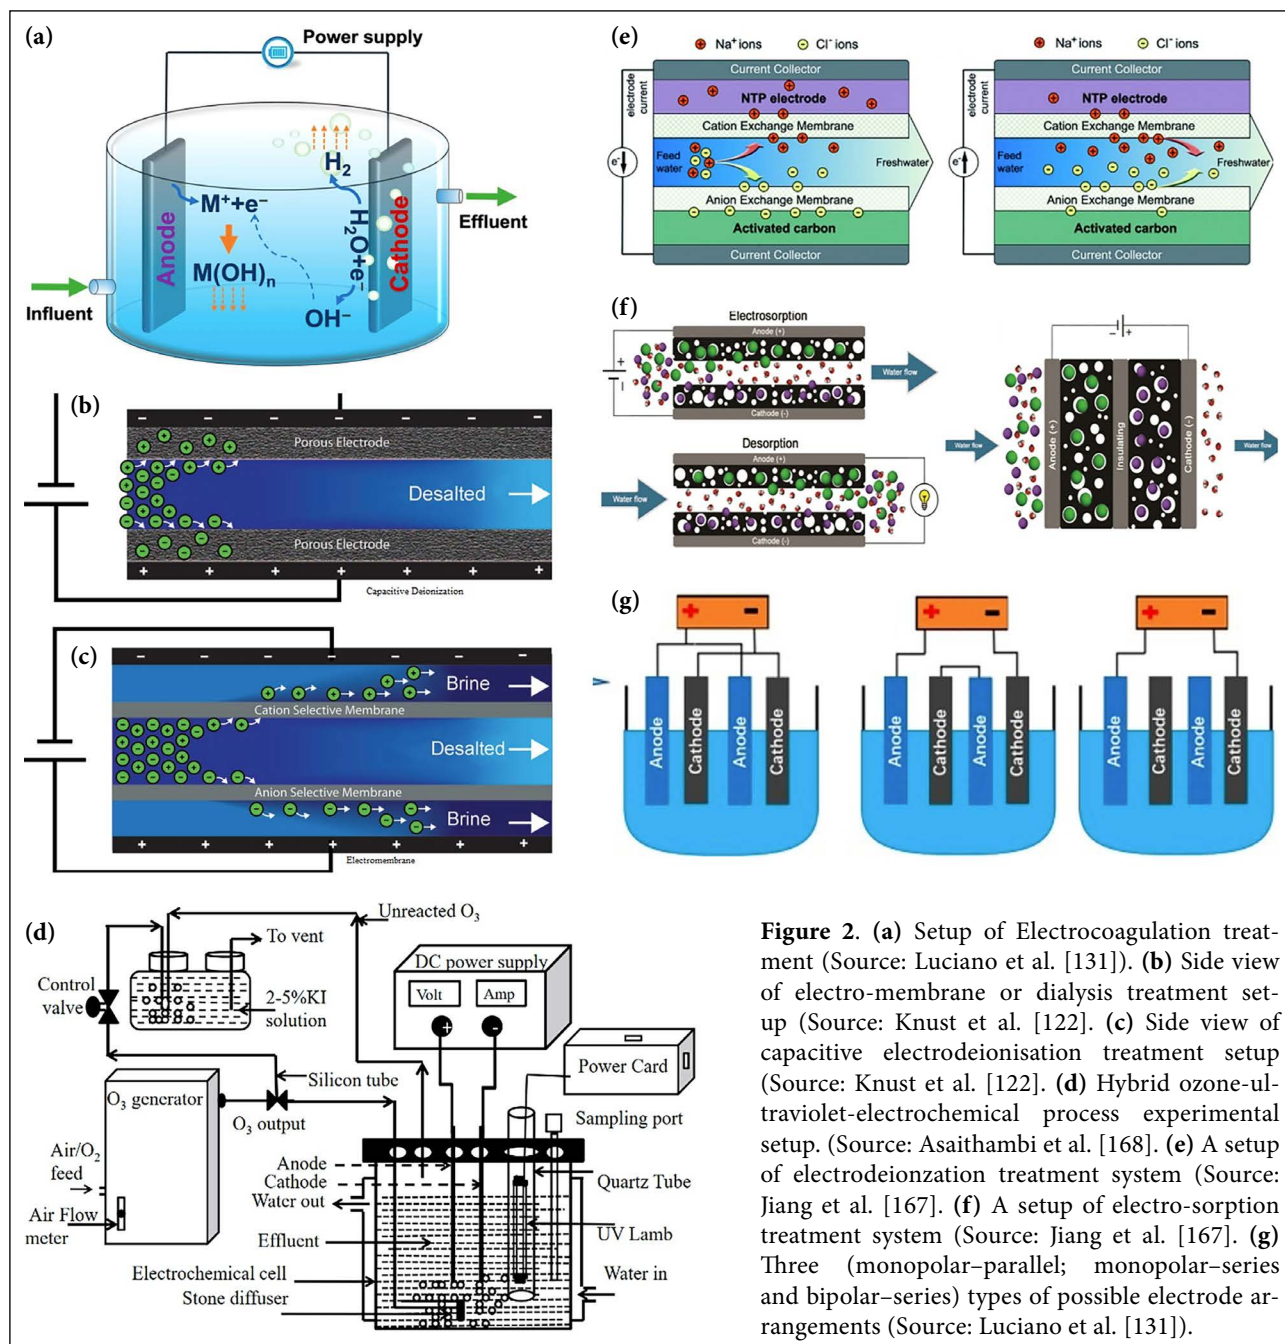 (a)
Power supply
H2
M⁺+e⁻
Anode
M(OH)n
H2O+e⁻
OH⁻
Cathode
Effluent
Influent
(b)
− − − − − − −
Porous Electrode
Desalted
Porous Electrode
+ + + + + + +
Capacitive Deionization
(c)
− − − − − −
Brine
Cation Selective Membrane
Desalted
Anion Selective Membrane
Brine
+ + + + + +
Electromembrane
(d)
Unreacted O3
To vent
Control
valve
2-5%KI
solution
DC power supply
Volt
Amp
+ -
Power Card
Silicon tube
O3 generator
O3 output
Sampling port
Air/O2
feed
Anode
Cathode
Water out
Quartz Tube
Air Flow
meter
Effluent
UV Lamb
Electrochemical cell
Stone diffuser
Water in
(e)
Na⁺ ions Cl⁻ ions
Current Collector
electrode
current
NTP electrode
Cation Exchange Membrane
e⁻
Feed
water
Freshwater
Anion Exchange Membrane
Activated carbon
Current Collector
Na⁺ ions Cl⁻ ions
Current Collector
electrode
current
NTP electrode
Cation Exchange Membrane
e⁻
Feed
water
Freshwater
Anion Exchange Membrane
Activated carbon
Current Collector
(f)
Electrosorption
Anode (+)
+
−
Water flow
Cathode (-)
Desorption
Anode (+)
Water flow
Cathode (-)
− +
Water flow
Anode (+)
Insulating
Cathode (-)
Water flow
(g)
+ -
Anode
Cathode
Anode
Cathode
+ -
Anode
Cathode
Anode
Cathode
+ -
Anode
Cathode
Anode
Cathode
Figure 2. (a) Setup of Electrocoagulation treat-
ment (Source: Luciano et al. [131]). (b) Side view
of electro-membrane or dialysis treatment set-
up (Source: Knust et al. [122]. (c) Side view of
capacitive electrodeionisation treatment setup
(Source: Knust et al. [122]. (d) Hybrid ozone-ul-
traviolet-electrochemical process experimental
setup. (Source: Asaithambi et al. [168]. (e) A setup
of electrodeionzation treatment system (Source:
Jiang et al. [167]. (f) A setup of electro-sorption
treatment system (Source: Jiang et al. [167]. (g)
Three (monopolar–parallel; monopolar–series
and bipolar–series) types of possible electrode ar-
rangements (Source: Luciano et al. [131]).